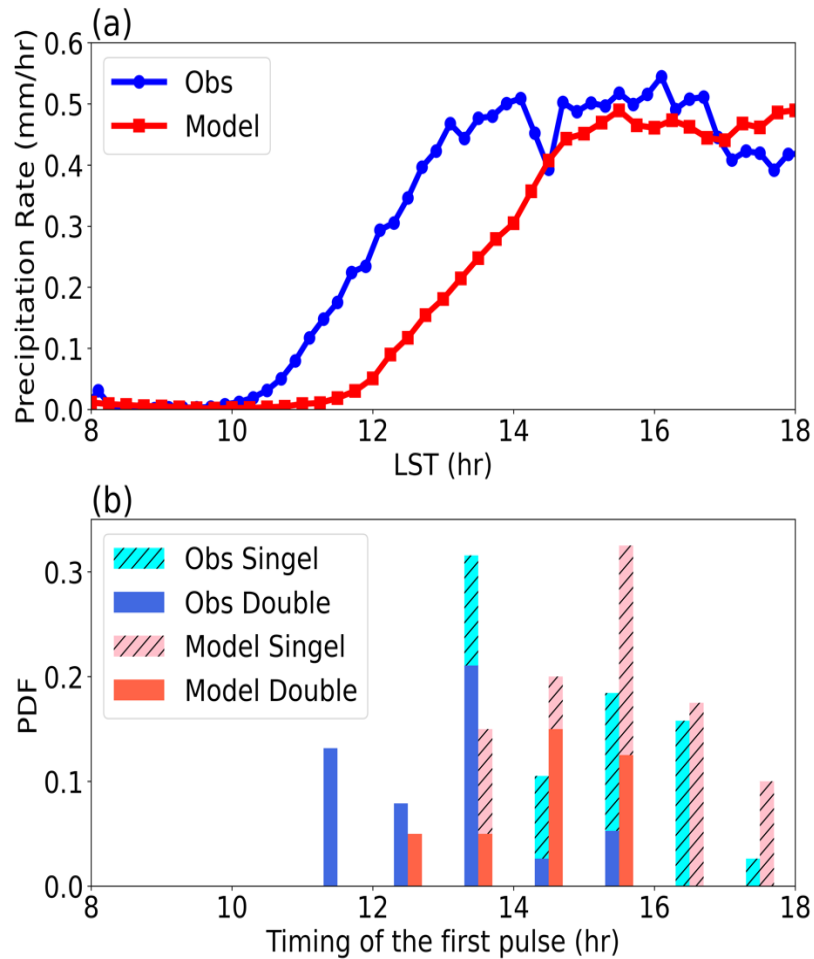 (a)
0.6
0.5
0.4
0.3
0.2
0.1
0.0
Precipitation Rate (mm/hr)
Obs
Model
8 10 12 14 16 18
LST (hr)
(b)
0.3
0.2
0.1
0.0
PDF
Obs Singel
Obs Double
Model Singel
Model Double
8 10 12 14 16 18
Timing of the first pulse (hr)